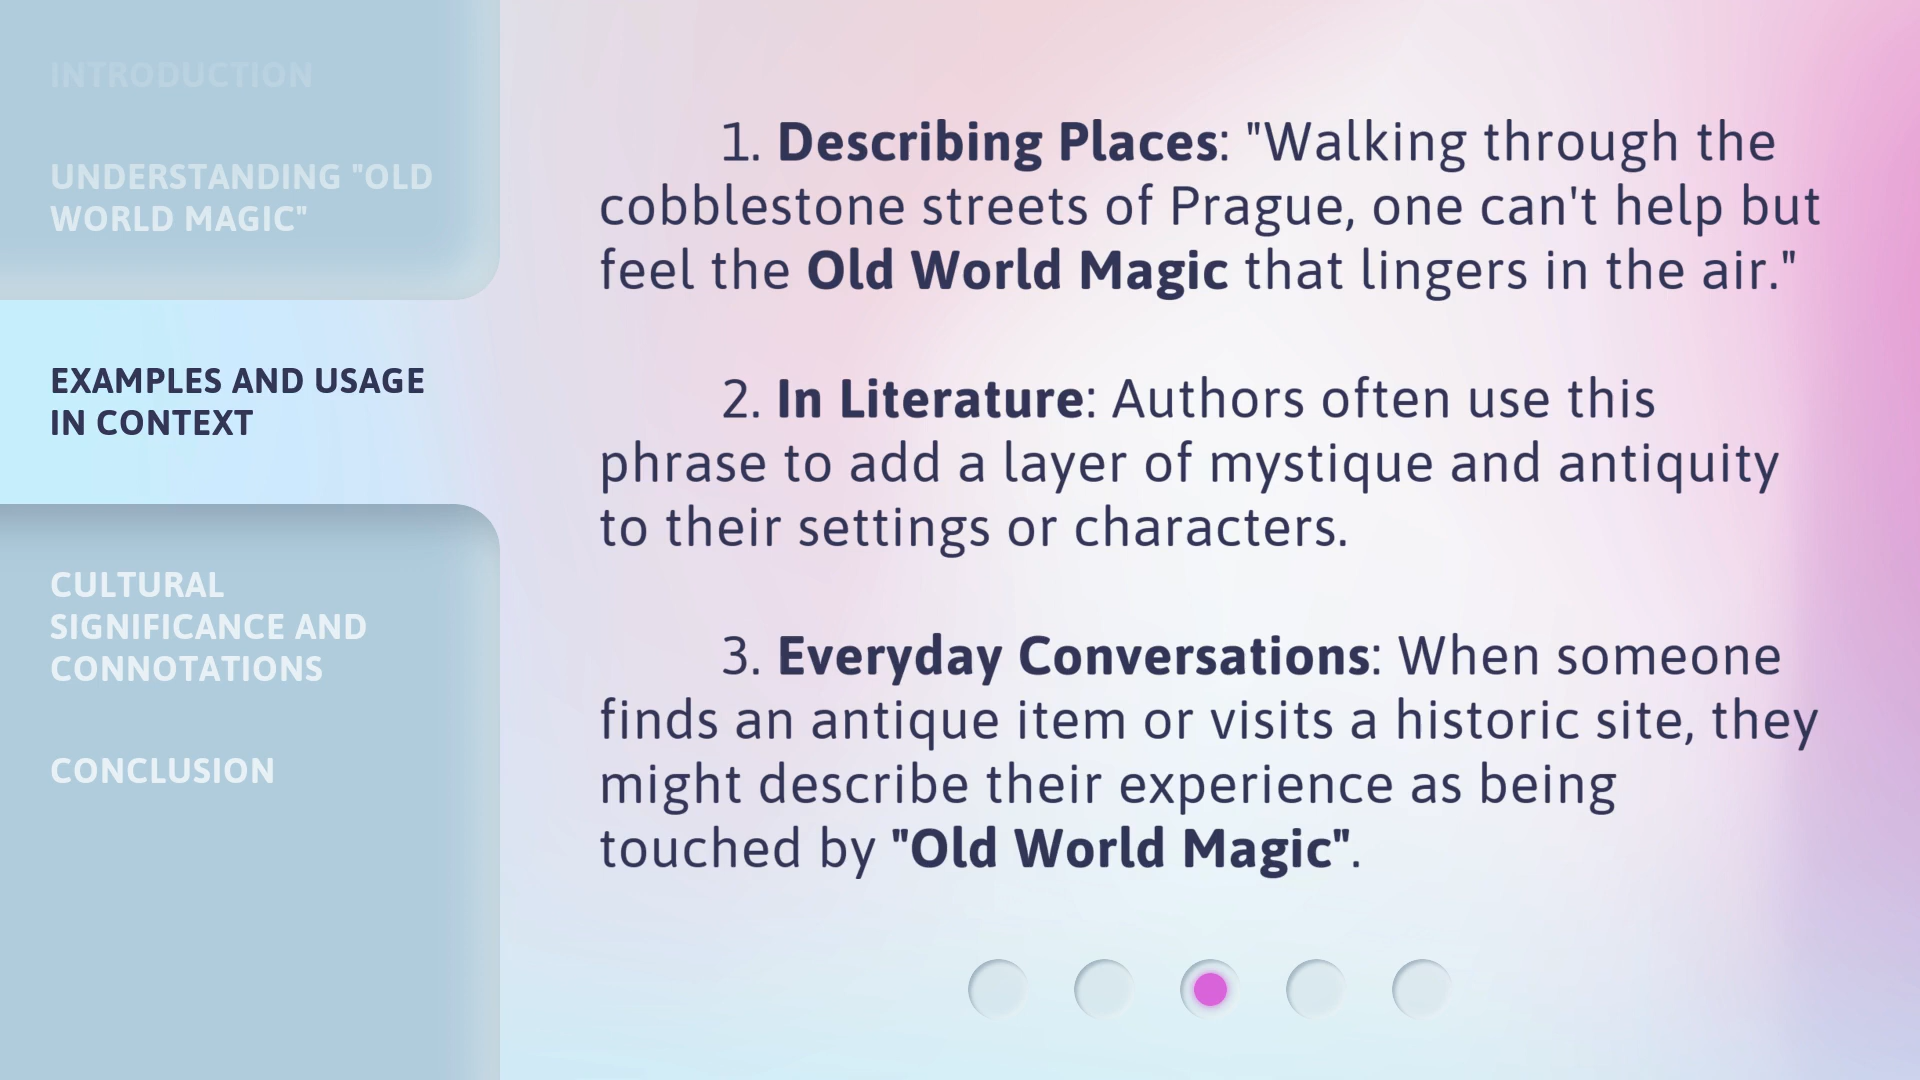 INTRODUCTION
UNDERSTANDING "OLD
WORLD MAGIC"
EXAMPLES AND USAGE
IN CONTEXT
CULTURAL
SIGNIFICANCE AND
CONNOTATIONS
CONCLUSION
1. Describing Places: "Walking through the
cobblestone streets of Prague, one can't help but
feel the Old World Magic that lingers in the air."
2. In Literature: Authors often use this
phrase to add a layer of mystique and antiquity
to their settings or characters.
3. Everyday Conversations: When someone
finds an antique item or visits a historic site, they
might describe their experience as being
touched by "Old World Magic".